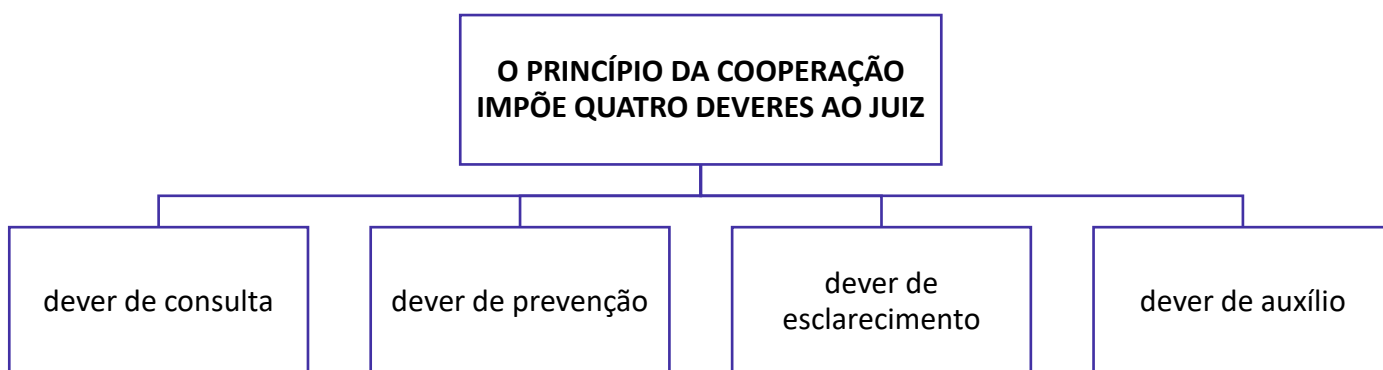 O PRINCÍPIO DA COOPERAÇÃO
IMPÕE QUATRO DEVERES AO JUIZ
dever de consulta
dever de prevenção
dever de
esclarecimento
dever de auxílio